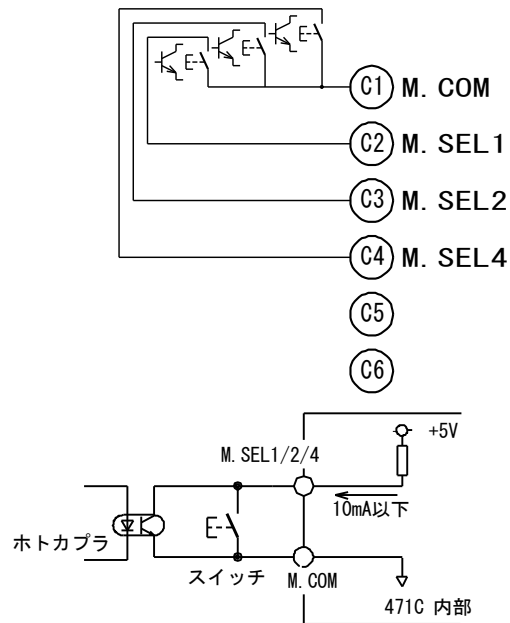 C1 M. COM
C2 M. SEL1
C3 M. SEL2
C4 M. SEL4
C5
C6
+5V
M. SEL1/2/4
10mA以下
ホトカプラ
スイッチ
M. COM
471C 内部